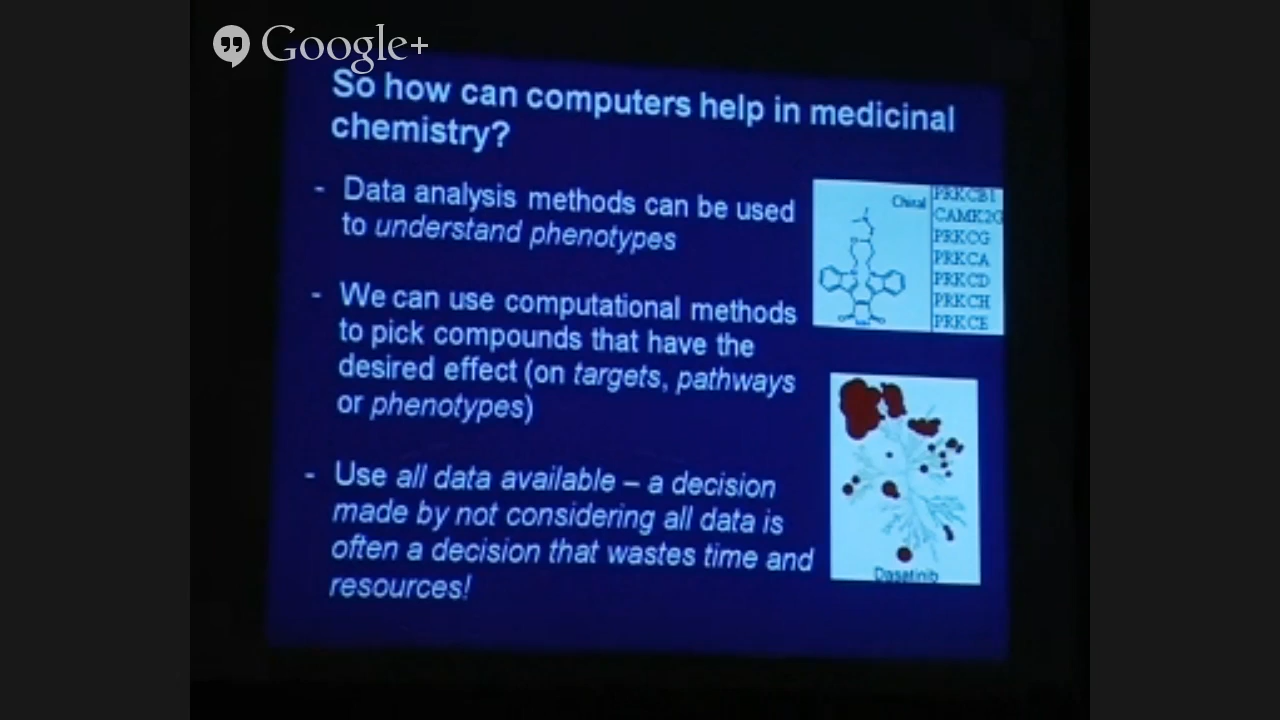 Google+
So how can computers help in medicinal
chemistry?
- Data analysis methods can be used
to understand phenotypes
- We can use computational methods
to pick compounds that have the
desired effect (on targets, pathways
or phenotypes)
- Use all data available – a decision
made by not considering all data is
often a decision that wastes time and
resources!
Chiral
PRKCB1
CAMK2G
PRKCG
PRKCA
PRKCD
PRKCH
PRKCE
Dasatinib